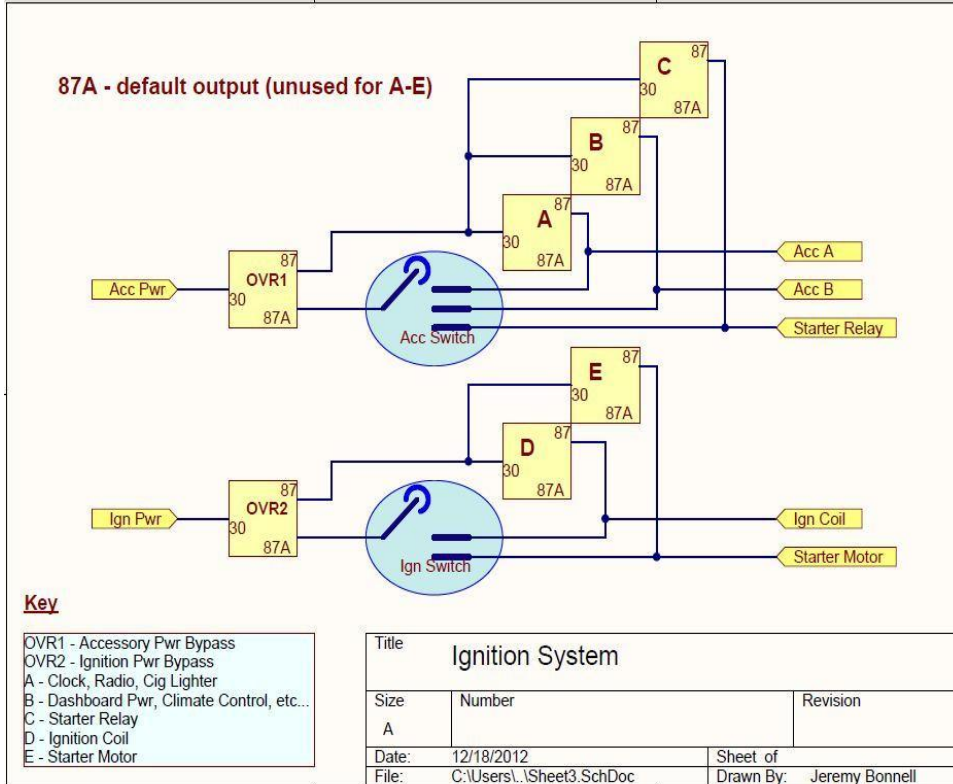 87A - default output (unused for A-E)
87
C
30
87A
87
B
30
87A
87
A
30
87A
Acc A
87
OVR1
30
87A
Acc Pwr
Acc B
Acc Switch
Starter Relay
87
E
30
87A
87
D
30
87A
87
OVR2
30
87A
Ign Pwr
Ign Switch
Ign Coil
Starter Motor
Key
OVR1 - Accessory Pwr Bypass
OVR2 - Ignition Pwr Bypass
A - Clock, Radio, Cig Lighter
B - Dashboard Pwr, Climate Control, etc...
C - Starter Relay
D - Ignition Coil
E - Starter Motor
Title
Ignition System
Size
A
Number
Revision
Date: 12/18/2012
Sheet of
File: C:\Users\..\Sheet3.SchDoc
Drawn By: Jeremy Bonnell